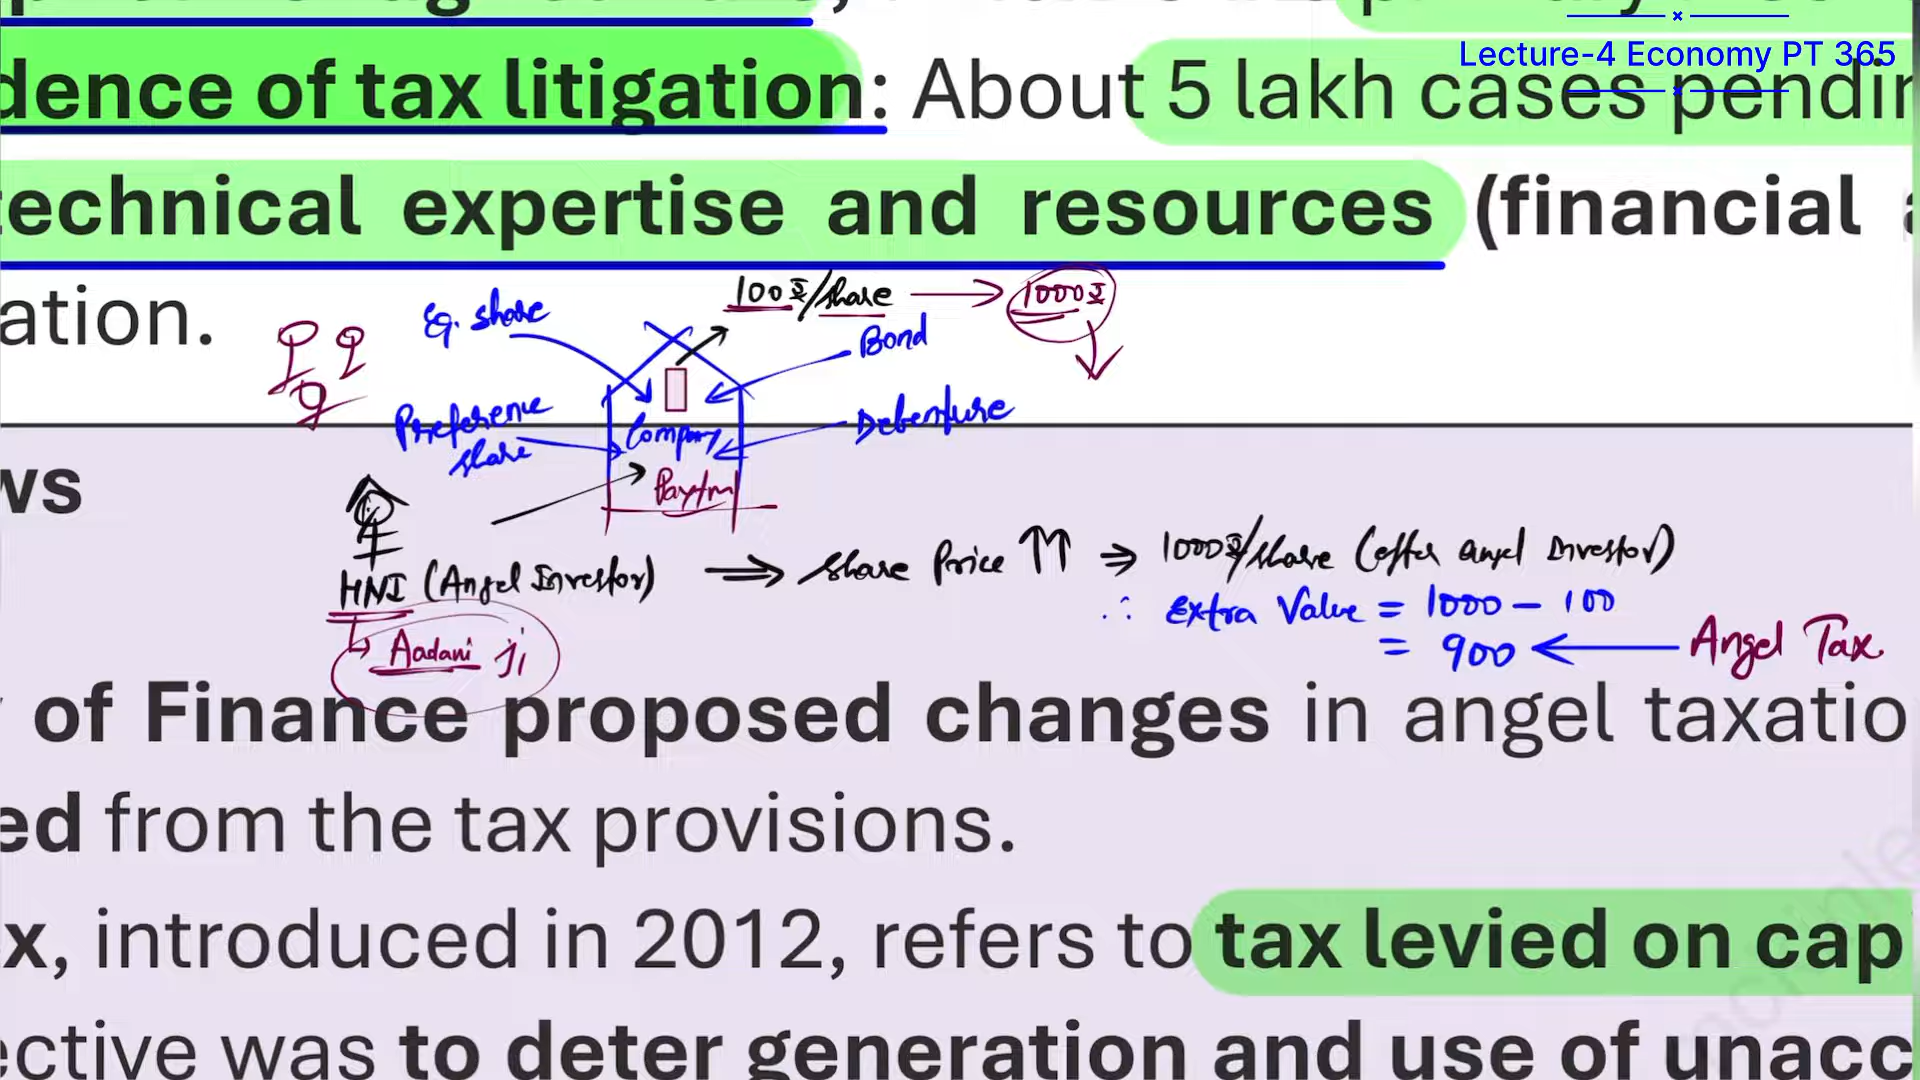 Lecture-4 Economy PT 365
dence of tax litigation: About 5 lakh cases pendin
technical expertise and resources (financial a
ation.
100₹/share → 1000₹
Eq. share
Bond
Preference share
Debenture
Company
Paytm
ws
HNI (Angel Investor) ⇒ Share Price ↑↑ ⇒ 1000₹/share (after angel Investor)
∴ Extra Value = 1000 - 100
= 900 ← Angel Tax
Aadani ji
of Finance proposed changes in angel taxatio
ed from the tax provisions.
x, introduced in 2012, refers to tax levied on cap
ective was to deter generation and use of unacc